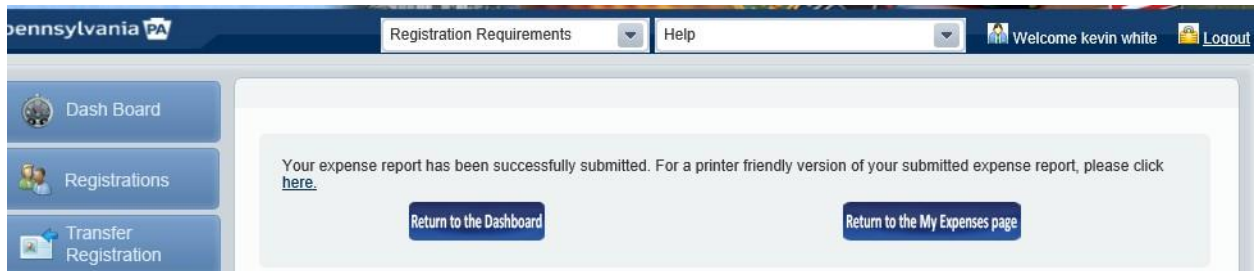 pennsylvania PA
Registration Requirements
Help
Welcome kevin white
Logout
Dash Board
Registrations
Transfer
Registration
Your expense report has been successfully submitted. For a printer friendly version of your submitted expense report, please click
here.
Return to the Dashboard
Return to the My Expenses page